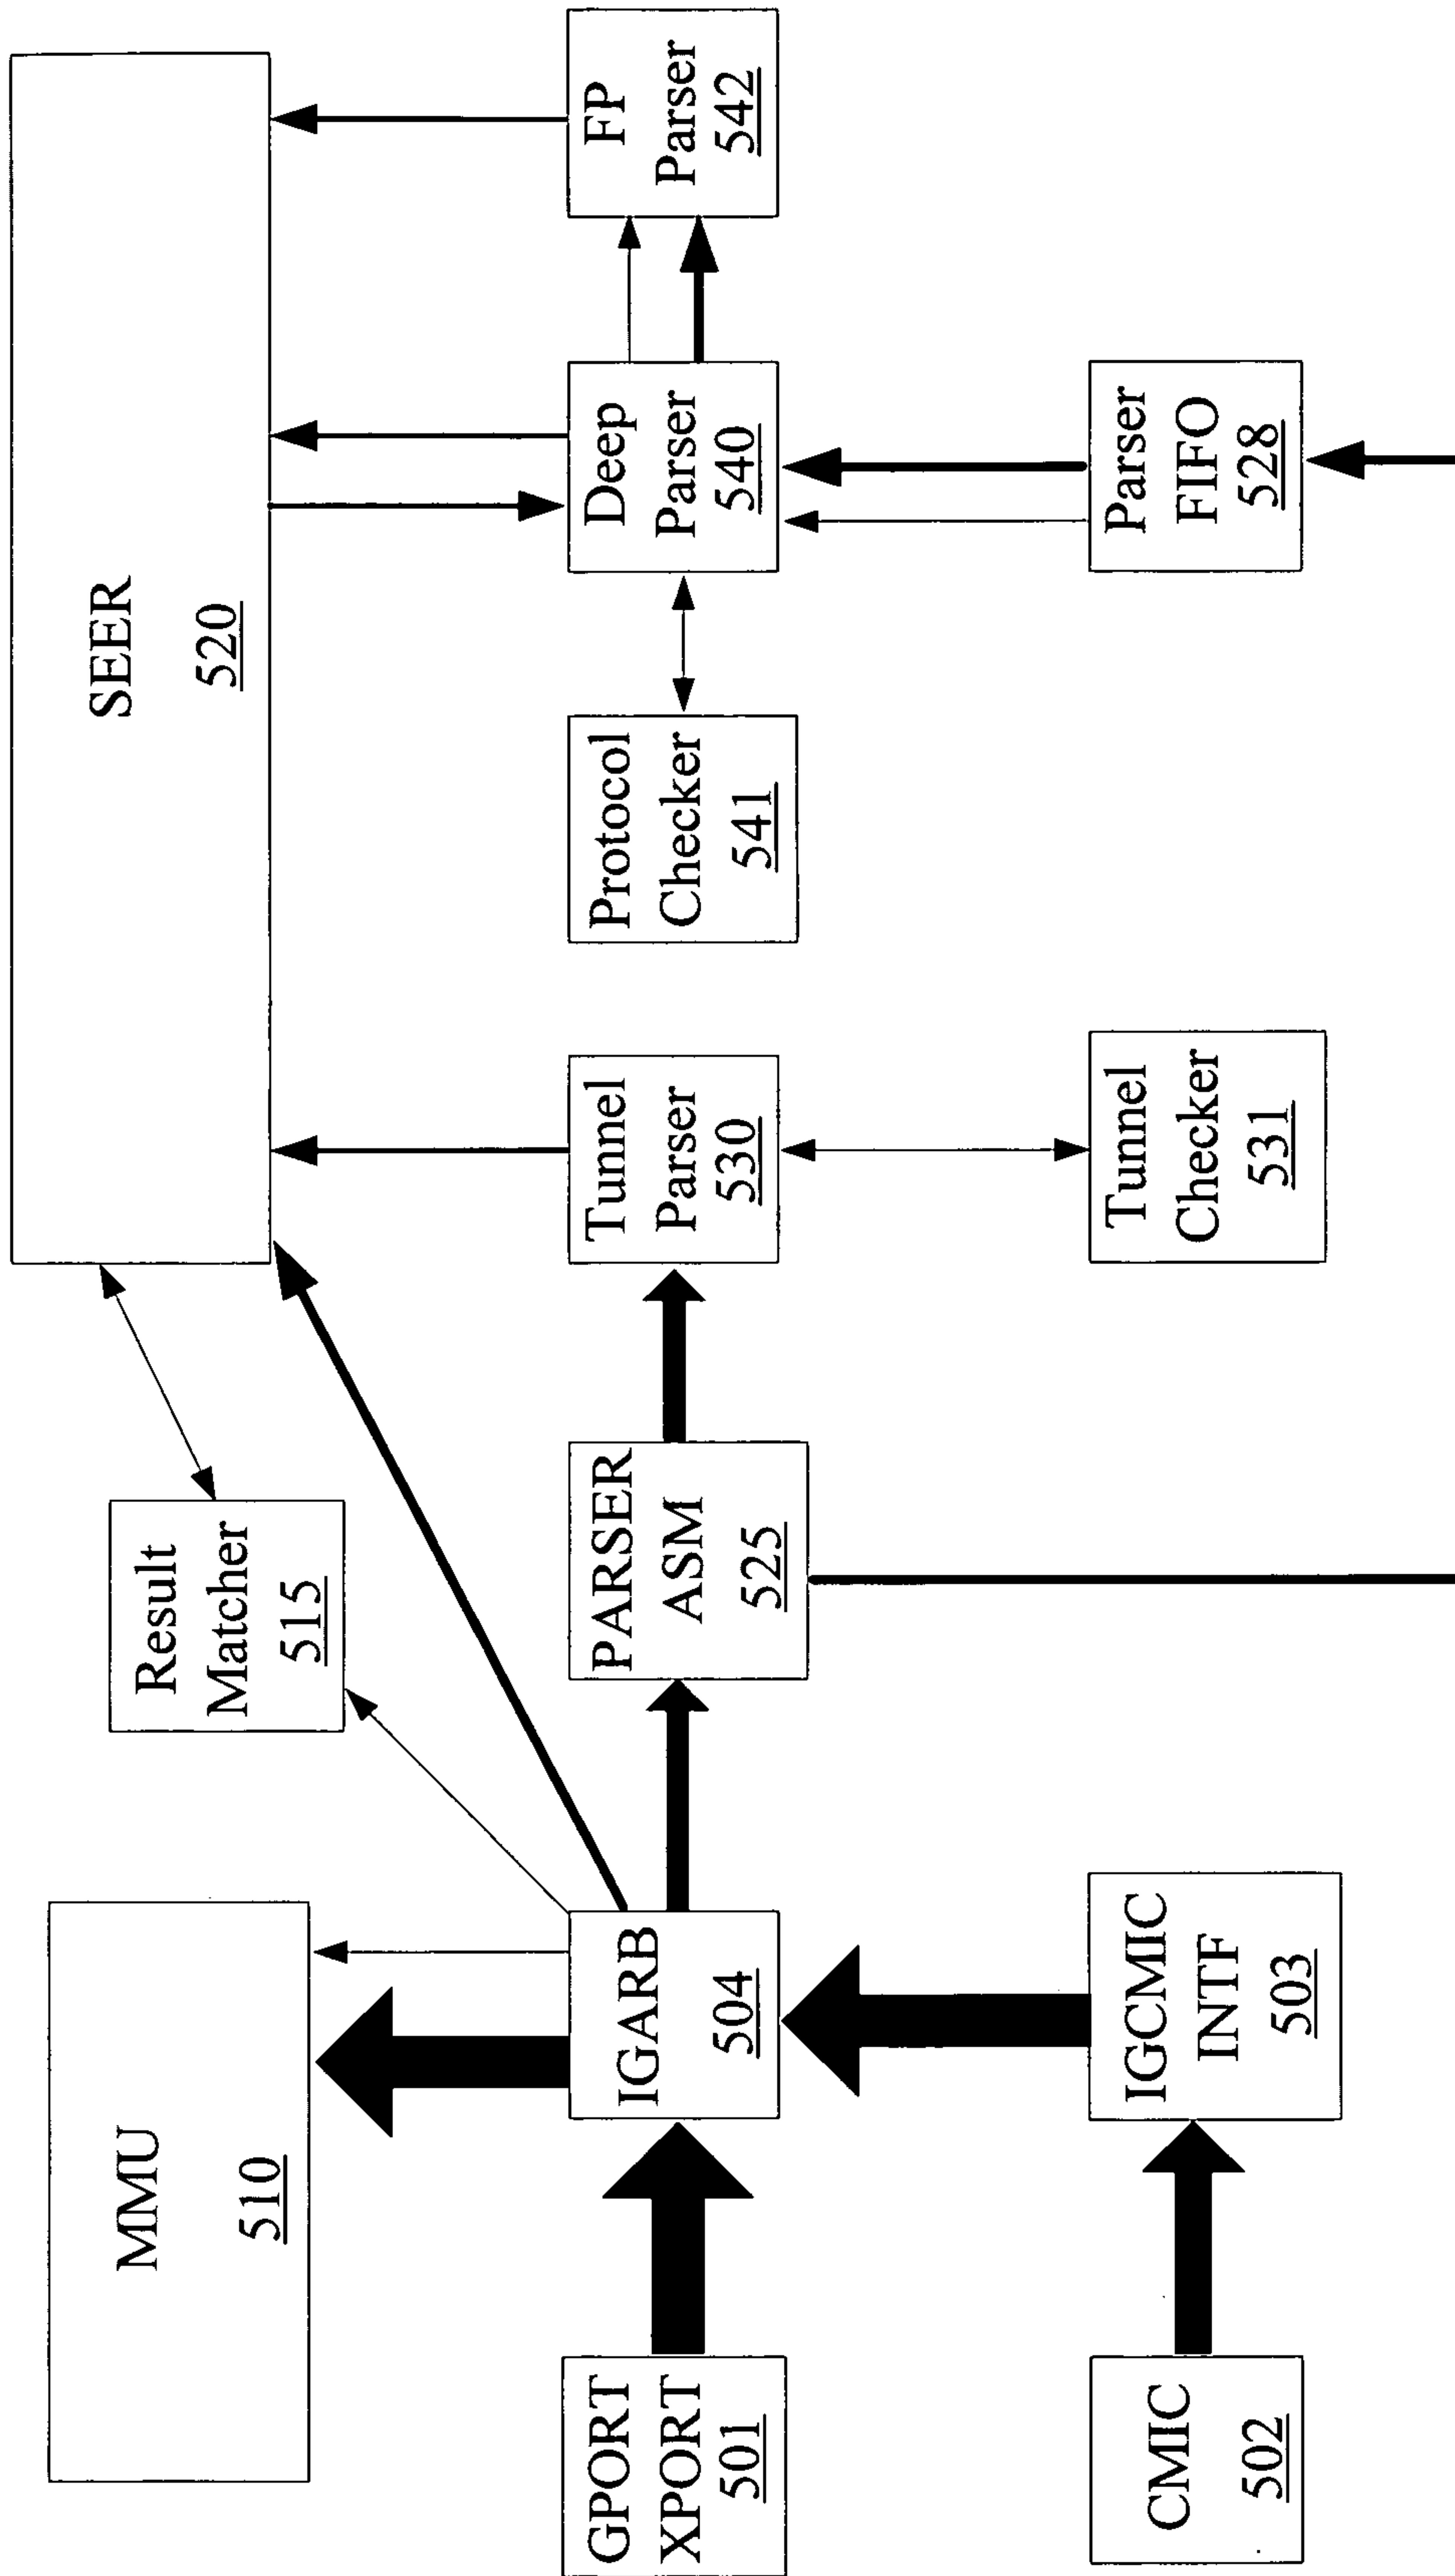 MMU
510
Result
Matcher
515
SEER
520
GPORT
XPORT
501
IGARB
504
PARSER
ASM
525
Tunnel
Parser
530
Protocol
Checker
541
Deep
Parser
540
FP
Parser
542
CMIC
502
IGCMIC
INTF
503
Tunnel
Checker
531
Parser
FIFO
528